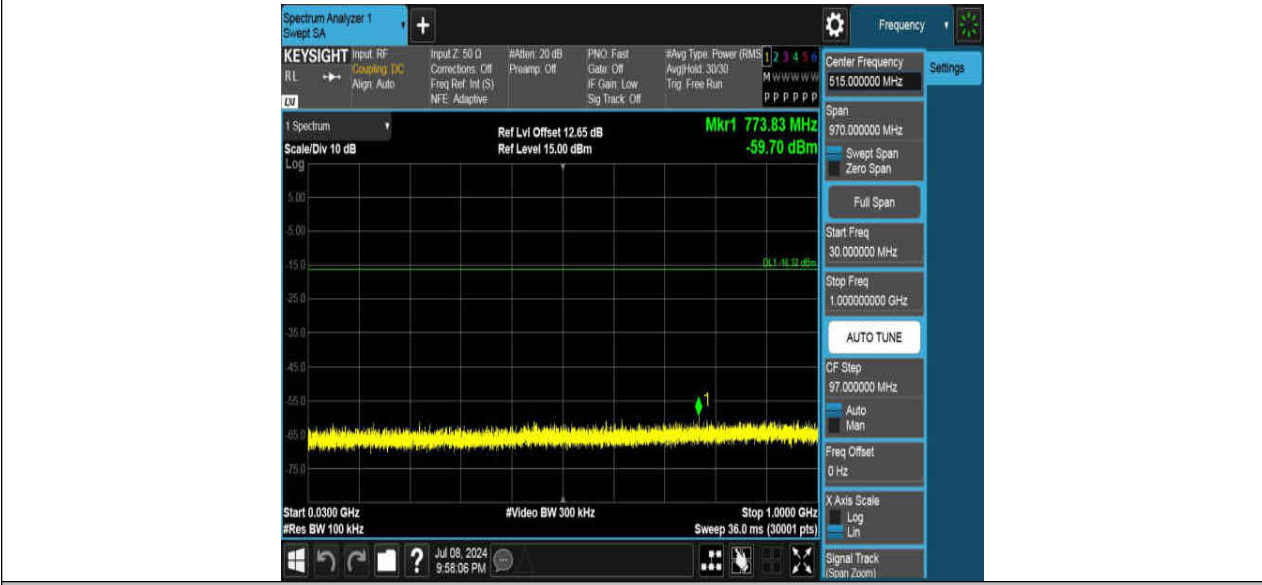 Spectrum Analyzer 1
Swept SA
+
Frequency
KEYSIGHT
RL
LXI
Input: RF
Coupling: DC
Align: Auto
Input Z: 50 Ω
Corrections: Off
Freq Ref: Int (S)
NFE: Adaptive
#Atten: 20 dB
Preamp: Off
PNO: Fast
Gate: Off
IF Gain: Low
Sig Track: Off
#Avg Type: Power (RMS
Avg|Hold: 30/30
Trig: Free Run
1 2 3 4 5 6
M W W W W W
P P P P P P
Center Frequency
515.000000 MHz
Settings
1 Spectrum
Scale/Div 10 dB
Log
Ref Lvl Offset 12.65 dB
Ref Level 15.00 dBm
Mkr1 773.83 MHz
-59.70 dBm
Span
970.000000 MHz
Swept Span
Zero Span
Full Span
5.00
-5.00
-15.0
-25.0
-35.0
-45.0
-55.0
-65.0
-75.0
DL1 -16.32 dBm
1
Start Freq
30.000000 MHz
Stop Freq
1.000000000 GHz
AUTO TUNE
CF Step
97.000000 MHz
Auto
Man
Freq Offset
0 Hz
X Axis Scale
Log
Lin
Signal Track
(Span Zoom)
Start 0.0300 GHz
#Res BW 100 kHz
#Video BW 300 kHz
Stop 1.0000 GHz
Sweep 36.0 ms (30001 pts)
?
Jul 08, 2024
9:58:06 PM